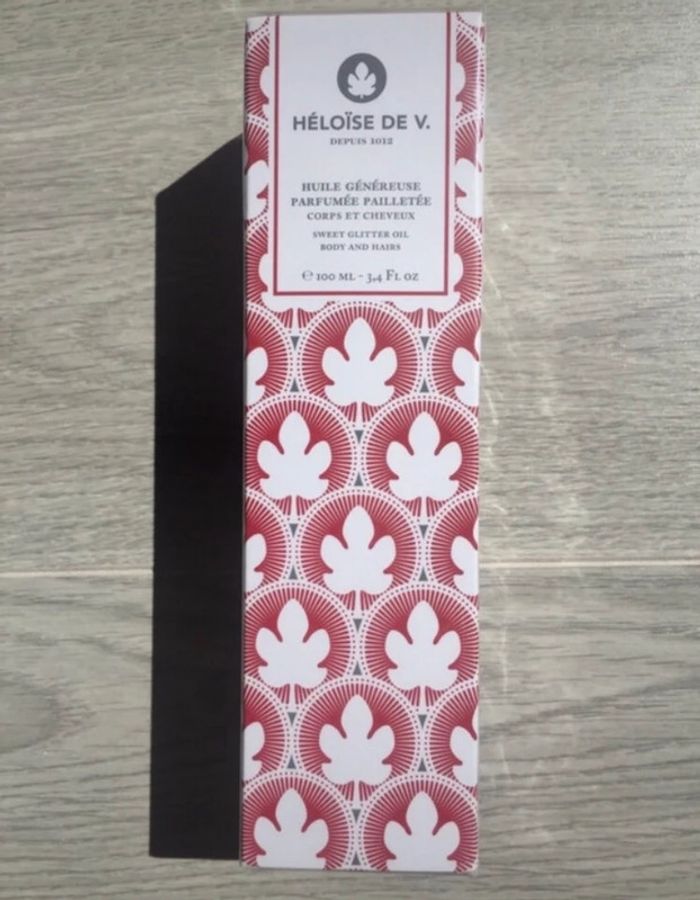 HÉLOÏSE DE V.
DEPUIS 1012
HUILE GÉNÉREUSE
PARFUMÉE PAILLETÉE
CORPS ET CHEVEUX
SWEET GLITTER OIL
BODY AND HAIRS
℮ 100 ML - 3,4 FL OZ